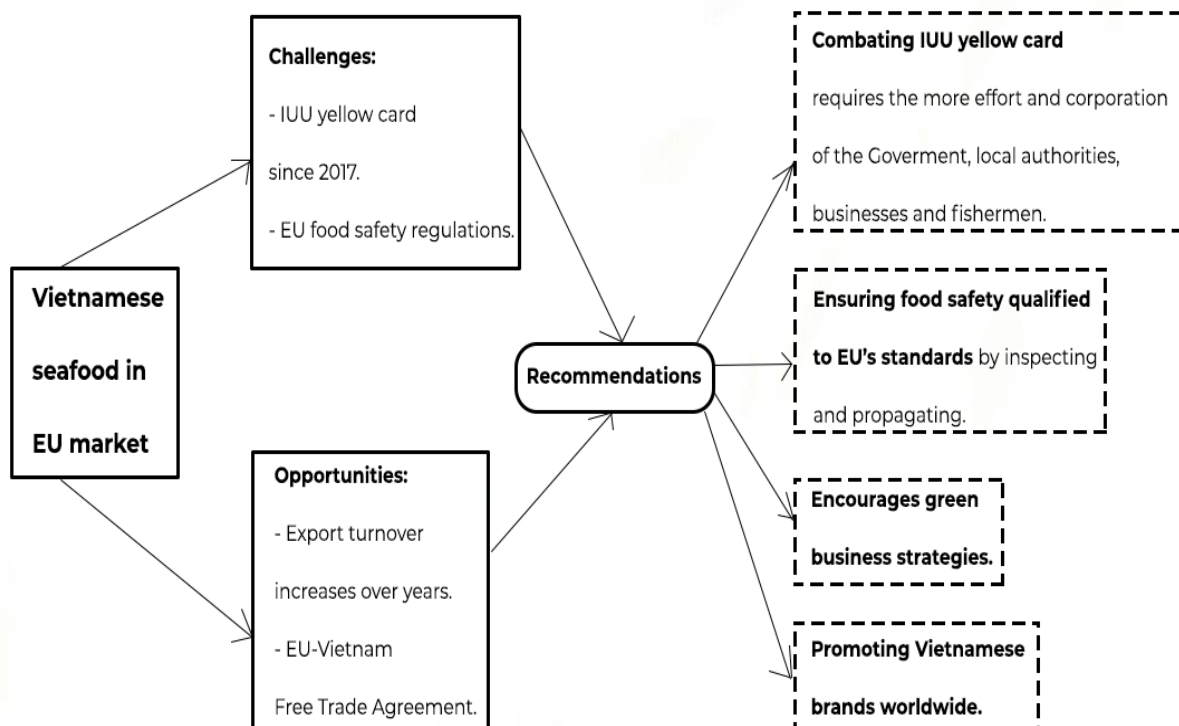 Vietnamese
seafood in
EU market
Challenges:
- IUU yellow card
since 2017.
- EU food safety regulations.
Opportunities:
- Export turnover
increases over years.
- EU-Vietnam
Free Trade Agreement.
Recommendations
Combating IUU yellow card
requires the more effort and corporation
of the Goverment, local authorities,
businesses and fishermen.
Ensuring food safety qualified
to EU's standards by inspecting
and propagating.
Encourages green
business strategies.
Promoting Vietnamese
brands worldwide.